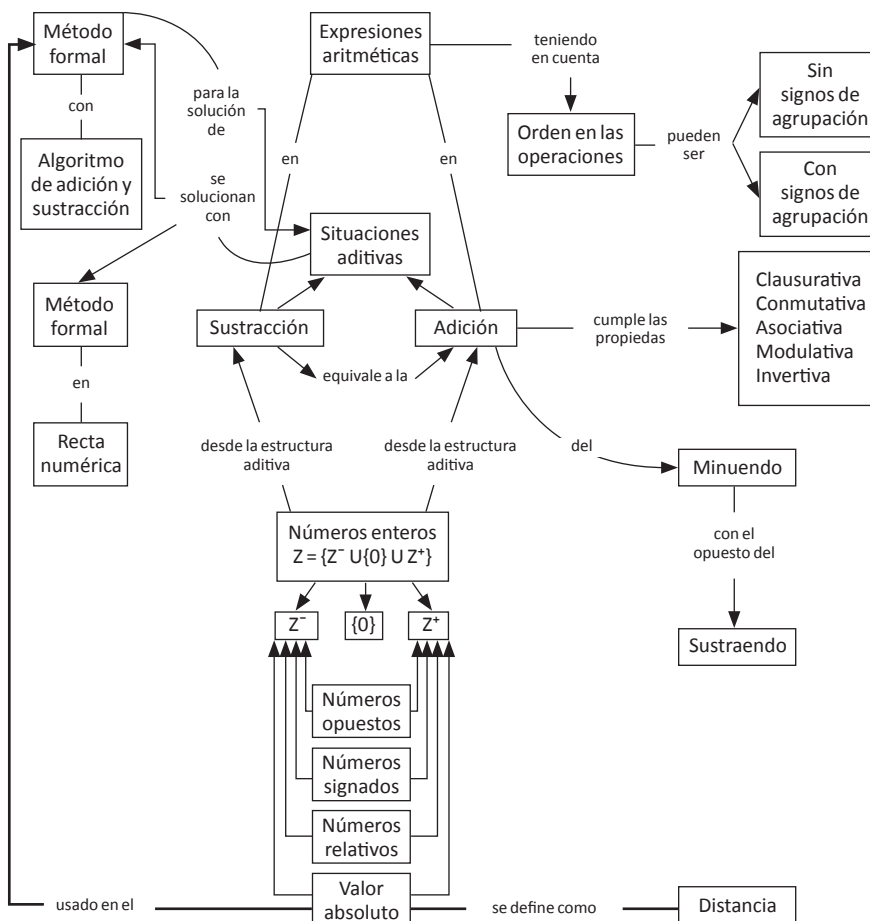 Método
formal
Expresiones
aritméticas
teniendo
en cuenta
Sin
signos de
agrupación
con
para la
solución
de
Orden en las
operaciones
pueden
ser
Algoritmo
de adición y
sustracción
en
en
Con
signos de
agrupación
se
solucionan
con
Situaciones
aditivas
Método
formal
Sustracción
Adición
cumple las
propiedas
Clausurativa
Conmutativa
Asociativa
Modulativa
Invertiva
equivale a la
en
Recta
numérica
desde la estructura
aditiva
desde la estructura
aditiva
del
Minuendo
Números enteros
Z = {Z⁻ U{0} U Z⁺}
con el
opuesto del
Z⁻
{0}
Z⁺
Sustraendo
Números
opuestos
Números
signados
Números
relativos
usado en el
Valor
absoluto
se define como
Distancia